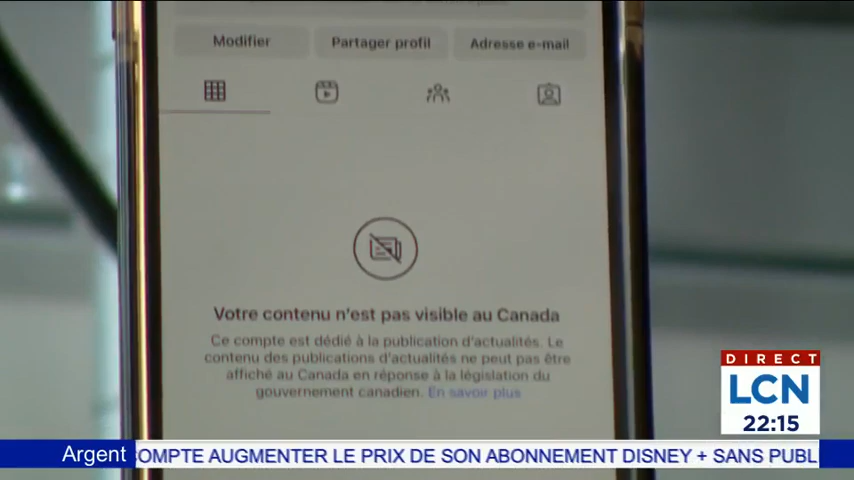 Modifier
Partager profil
Adresse e-mail
Votre contenu n'est pas visible au Canada
Ce compte est dédié à la publication d'actualités. Le
contenu des publications d'actualités ne peut pas être
affiché au Canada en réponse à la législation du
gouvernement canadien. En savoir plus
DIRECT
LCN
22:15
Argent
COMPTE AUGMENTER LE PRIX DE SON ABONNEMENT DISNEY + SANS PUBL